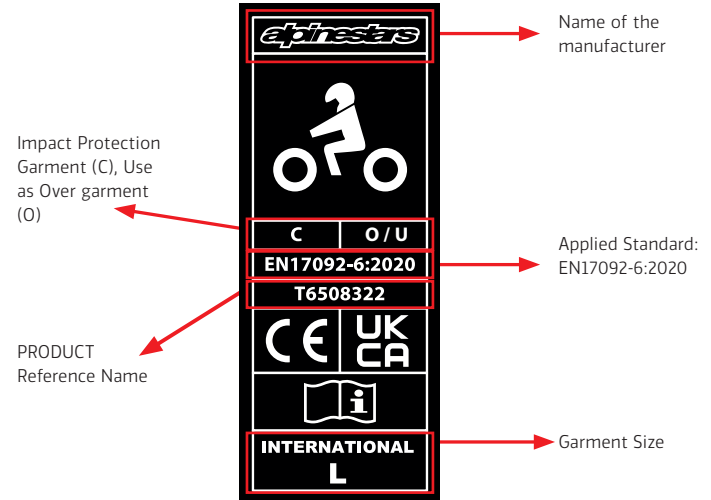 alpinestars
Name of the
manufacturer
Impact Protection
Garment (C), Use
as Over garment
(O)
C
O / U
EN17092-6:2020
Applied Standard:
EN17092-6:2020
T6508322
PRODUCT
Reference Name
CE
UK
CA
i
INTERNATIONAL
L
Garment Size